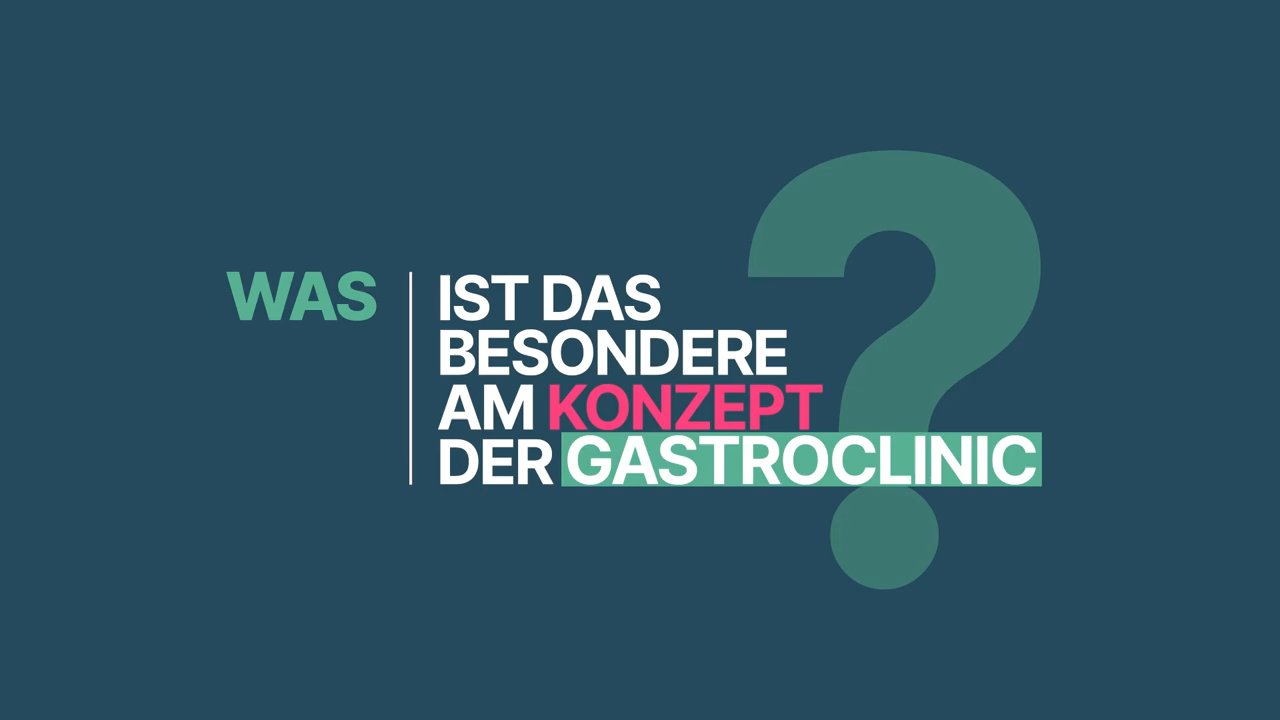 WAS
IST DAS
BESONDERE
AM KONZEPT
DER GASTROCLINIC
?